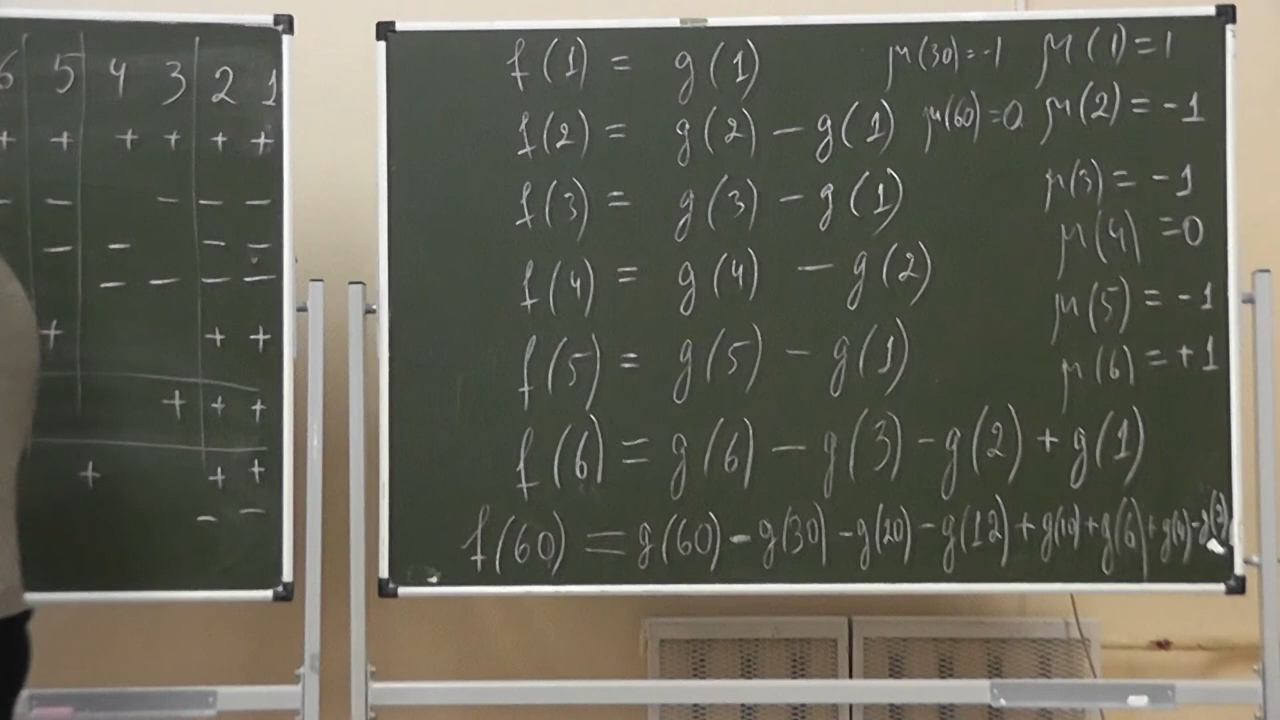 6 5 4 3 2 1
+ + + + + +
- - - - -
- - - -
- - - -
+ + +
+ + +
+ + +
- -
f(1) = g(1)
f(2) = g(2) - g(1)
f(3) = g(3) - g(1)
f(4) = g(4) - g(2)
f(5) = g(5) - g(1)
f(6) = g(6) - g(3) - g(2) + g(1)
f(60) = g(60) - g(30) - g(20) - g(12) + g(10) + g(6) + g(4) - g(2)
μ(30)=-1
μ(60)=0
μ(1)=1
μ(2)=-1
μ(3)=-1
μ(4)=0
μ(5)=-1
μ(6)=+1